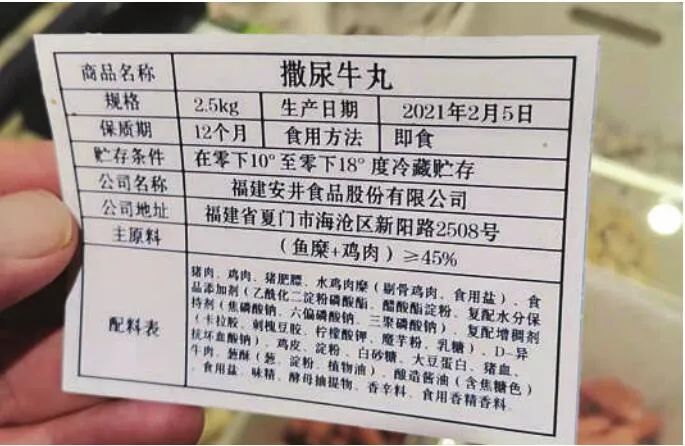 商品名称 撒尿牛丸
规格 2.5kg 生产日期 2021年2月5日
保质期 12个月 食用方法 即食
贮存条件 在零下10°至零下18°度冷藏贮存
公司名称 福建安井食品股份有限公司
公司地址 福建省夏门市海沧区新阳路2508号
主原料 (鱼糜+鸡肉)≥45%
配料表
猪肉、鸡肉、猪肥膘、水鸡肉糜(剔骨鸡肉、食用盐)、食
品添加剂(乙酰化二淀粉磷酸酯、醋酸酯淀粉、复配水分保
持剂(焦磷酸钠、六偏磷酸钠、三聚磷酸钠)、复配增稠剂
(卡拉胶、刺槐豆胶、柠檬酸钾、魔芋粉、乳糖)、D-异
抗坏血酸钠)、鸡皮、淀粉、白砂糖、大豆蛋白、猪血、
牛肉、葱酥(葱、淀粉、植物油)、酿造酱油(含焦糖色)
、食用盐、味精、酵母抽提物、香辛料、食用香精香料、